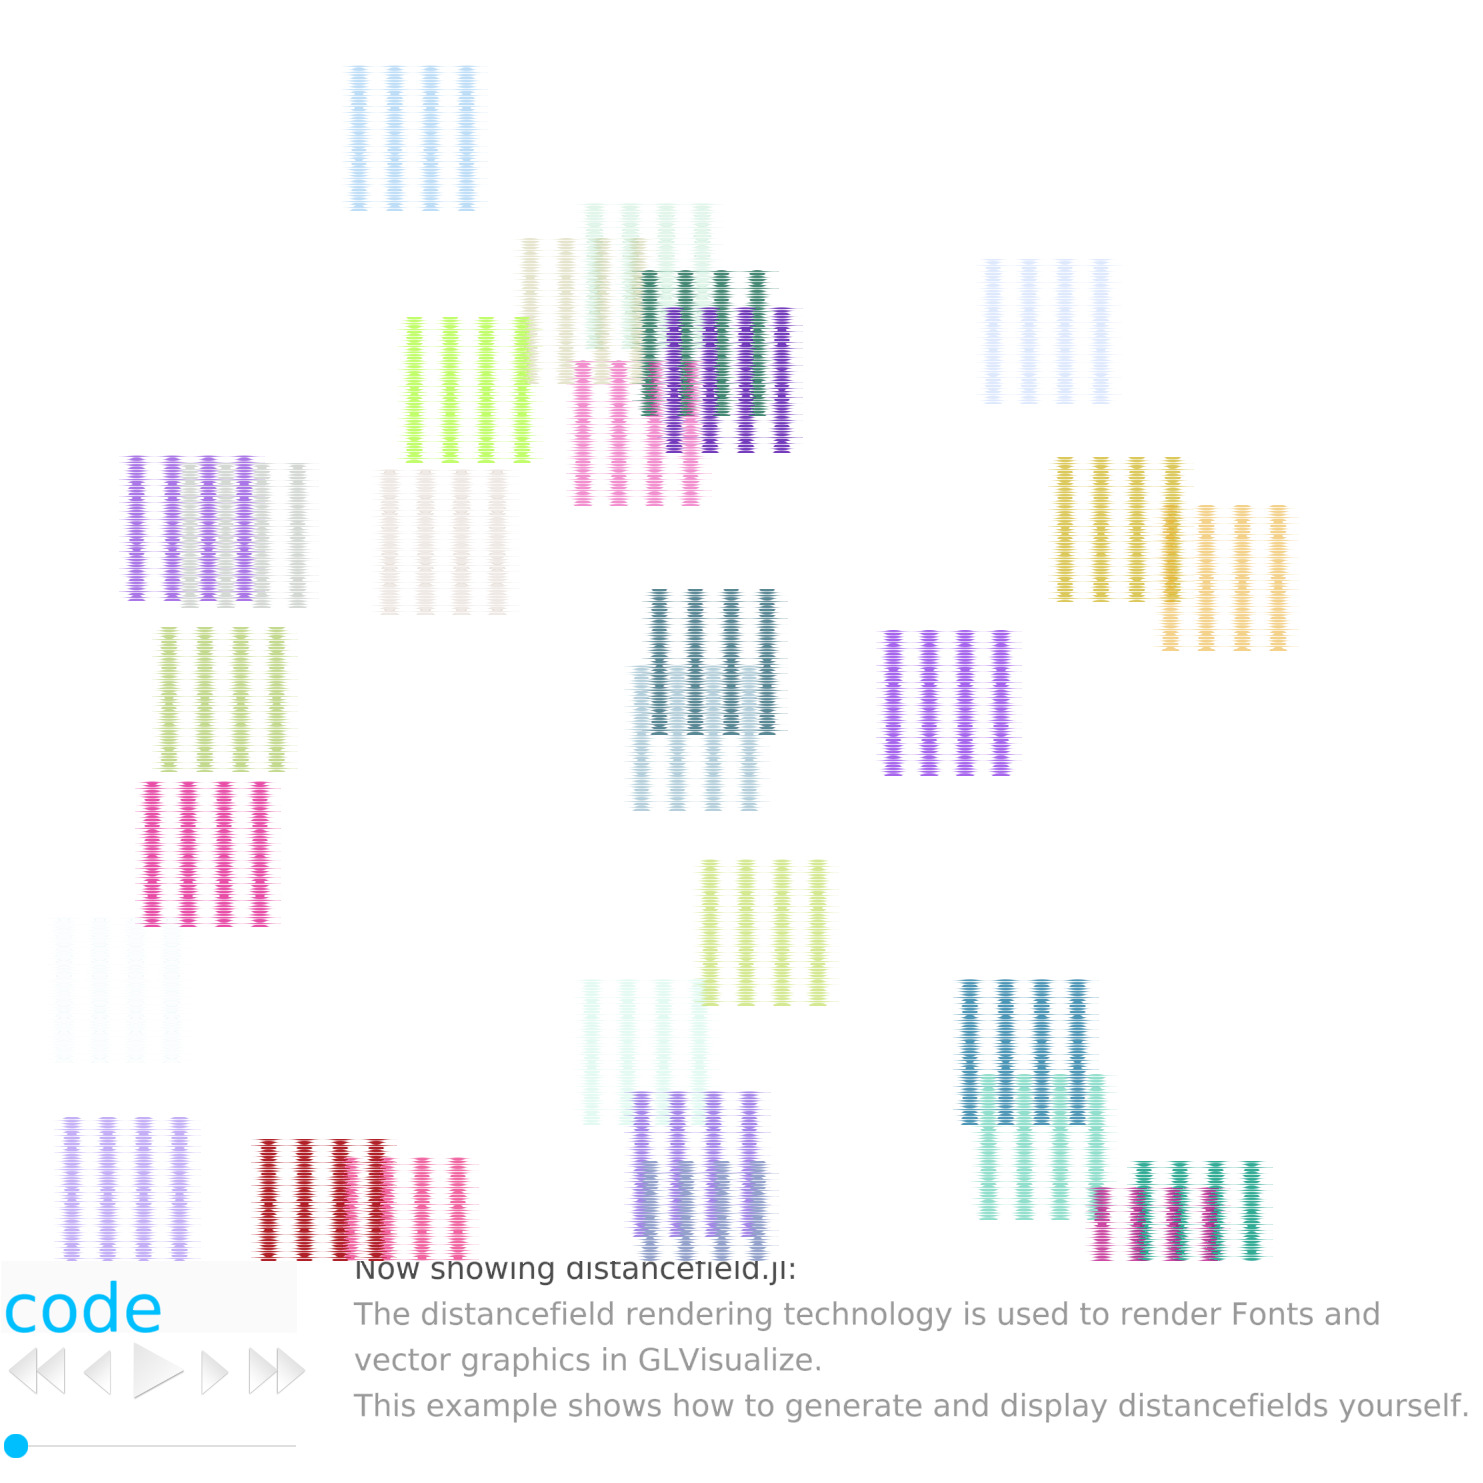 Now showing distancefield.jl:
code
The distancefield rendering technology is used to render Fonts and
vector graphics in GLVisualize.
This example shows how to generate and display distancefields yourself.